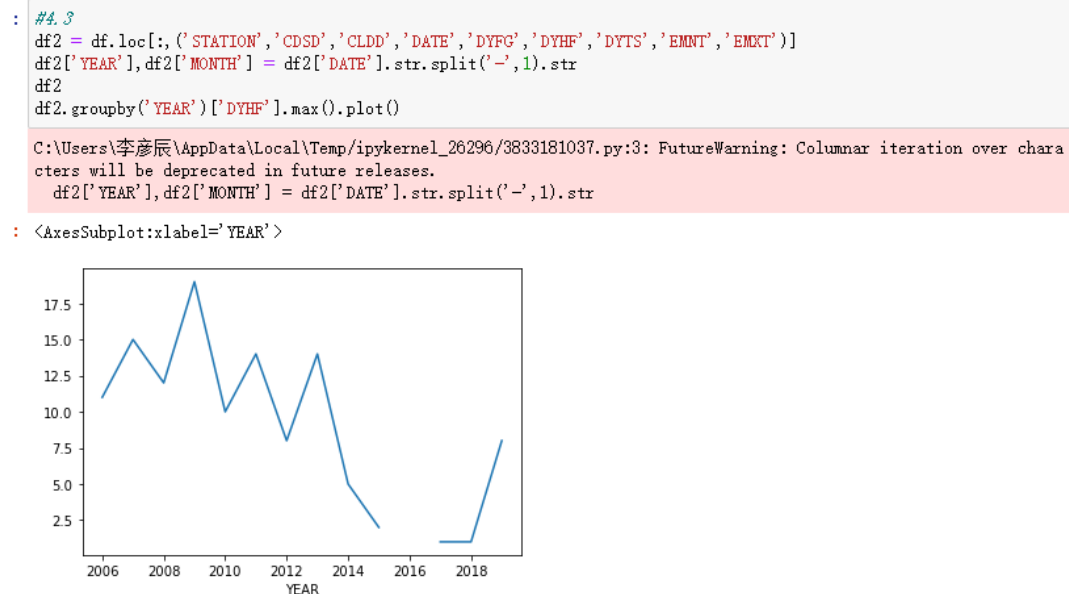 : #4.3
df2 = df.loc[:,('STATION','CDSD','CLDD','DATE','DYFG','DYHF','DYTS','EMNT','EMXT')]
df2['YEAR'],df2['MONTH'] = df2['DATE'].str.split('-',1).str
df2
df2.groupby('YEAR')['DYHF'].max().plot()
C:\Users\李彦辰\AppData\Local\Temp/ipykernel_26296/3833181037.py:3: FutureWarning: Columnar iteration over chara
cters will be deprecated in future releases.
df2['YEAR'],df2['MONTH'] = df2['DATE'].str.split('-',1).str
: <AxesSubplot:xlabel='YEAR'>
17.5
15.0
12.5
10.0
7.5
5.0
2.5
2006 2008 2010 2012 2014 2016 2018
YEAR